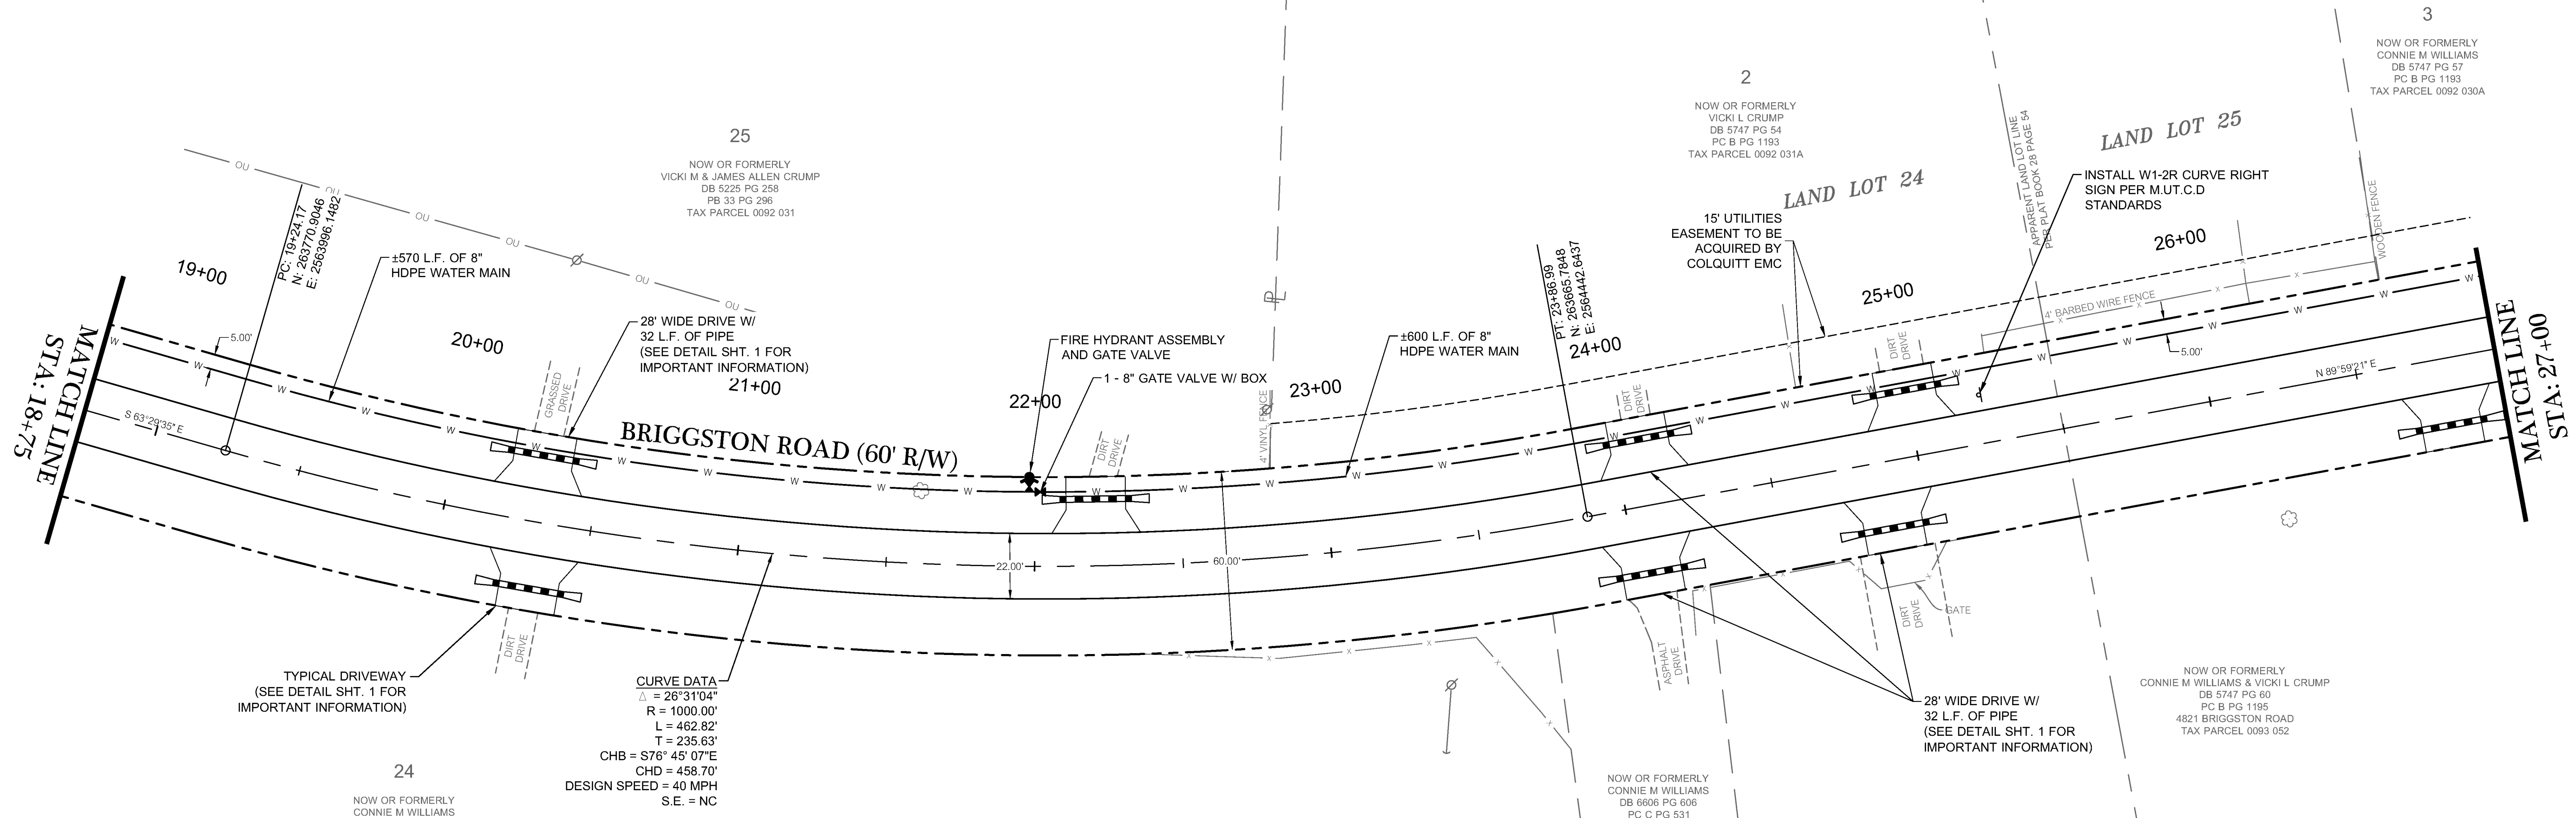 3
NOW OR FORMERLY
CONNIE M WILLIAMS
DB 5747 PG 57
PC B PG 1193
TAX PARCEL 0092 030A
2
NOW OR FORMERLY
VICKI L CRUMP
DB 5747 PG 54
PC B PG 1193
TAX PARCEL 0092 031A
25
NOW OR FORMERLY
VICKI M & JAMES ALLEN CRUMP
DB 5225 PG 258
PB 33 PG 296
TAX PARCEL 0092 031
LAND LOT 24
LAND LOT 25
APPARENT LAND LOT LINE
PER PLAT BOOK 28 PAGE 54
INSTALL W1-2R CURVE RIGHT
SIGN PER M.UT.C.D
STANDARDS
WOODEN FENCE
4' BARBED WIRE FENCE
15' UTILITIES
EASEMENT TO BE
ACQUIRED BY
COLQUITT EMC
OU
OU
OU
OU
OU
PC: 19+24.17
N: 263770.9046
E: 2563996.1482
PT: 23+86.99
N: 263665.7848
E: 2564442.6437
±570 L.F. OF 8"
HDPE WATER MAIN
28' WIDE DRIVE W/
32 L.F. OF PIPE
(SEE DETAIL SHT. 1 FOR
IMPORTANT INFORMATION)
FIRE HYDRANT ASSEMBLY
AND GATE VALVE
1 - 8" GATE VALVE W/ BOX
±600 L.F. OF 8"
HDPE WATER MAIN
PL
4' VINYL FENCE
19+00
20+00
21+00
22+00
23+00
24+00
25+00
26+00
MATCH LINE
STA: 18+75
MATCH LINE
STA: 27+00
5.00'
5.00'
S 63°29'35" E
N 89°59'21" E
GRASSED
DRIVE
DIRT
DRIVE
DIRT
DRIVE
DIRT
DRIVE
BRIGGSTON ROAD (60' R/W)
22.00'
60.00'
DIRT
DRIVE
ASPHALT
DRIVE
DIRT
DRIVE
GATE
TYPICAL DRIVEWAY
(SEE DETAIL SHT. 1 FOR
IMPORTANT INFORMATION)
CURVE DATA
Δ = 26°31'04"
R = 1000.00'
L = 462.82'
T = 235.63'
CHB = S76° 45' 07"E
CHD = 458.70'
DESIGN SPEED = 40 MPH
S.E. = NC
28' WIDE DRIVE W/
32 L.F. OF PIPE
(SEE DETAIL SHT. 1 FOR
IMPORTANT INFORMATION)
NOW OR FORMERLY
CONNIE M WILLIAMS & VICKI L CRUMP
DB 5747 PG 60
PC B PG 1195
4821 BRIGGSTON ROAD
TAX PARCEL 0093 052
24
NOW OR FORMERLY
CONNIE M WILLIAMS
NOW OR FORMERLY
CONNIE M WILLIAMS
DB 6606 PG 606
PC C PG 531